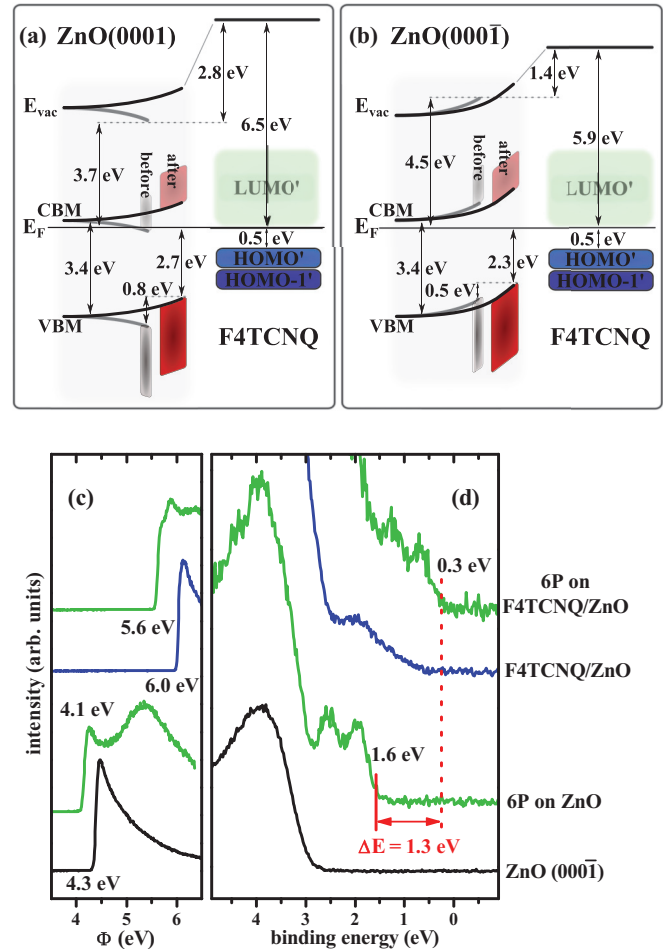 (a) ZnO(0001)
2.8 eV
E_vac
6.5 eV
3.7 eV
before
after
LUMO'
CBM
E_F
0.5 eV
HOMO'
3.4 eV
2.7 eV
HOMO-1'
0.8 eV
VBM
F4TCNQ
(b) ZnO(0001̄)
1.4 eV
E_vac
5.9 eV
4.5 eV
before
after
LUMO'
CBM
E_F
0.5 eV
HOMO'
3.4 eV
2.3 eV
HOMO-1'
0.5 eV
VBM
F4TCNQ
(c)
intensity (arb. units)
5.6 eV
6.0 eV
4.1 eV
4.3 eV
4 5 6
Φ (eV)
(d)
0.3 eV
6P on
F4TCNQ/ZnO
F4TCNQ/ZnO
1.6 eV
6P on ZnO
ΔE = 1.3 eV
ZnO (0001̄)
4 3 2 1 0
binding energy (eV)